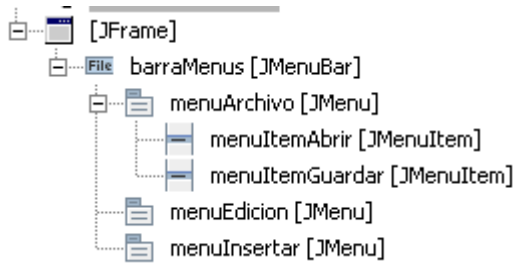 [JFrame]
File barraMenus [JMenuBar]
menuArchivo [JMenu]
menuItemAbrir [JMenuItem]
menuItemGuardar [JMenuItem]
menuEdicion [JMenu]
menuInsertar [JMenu]